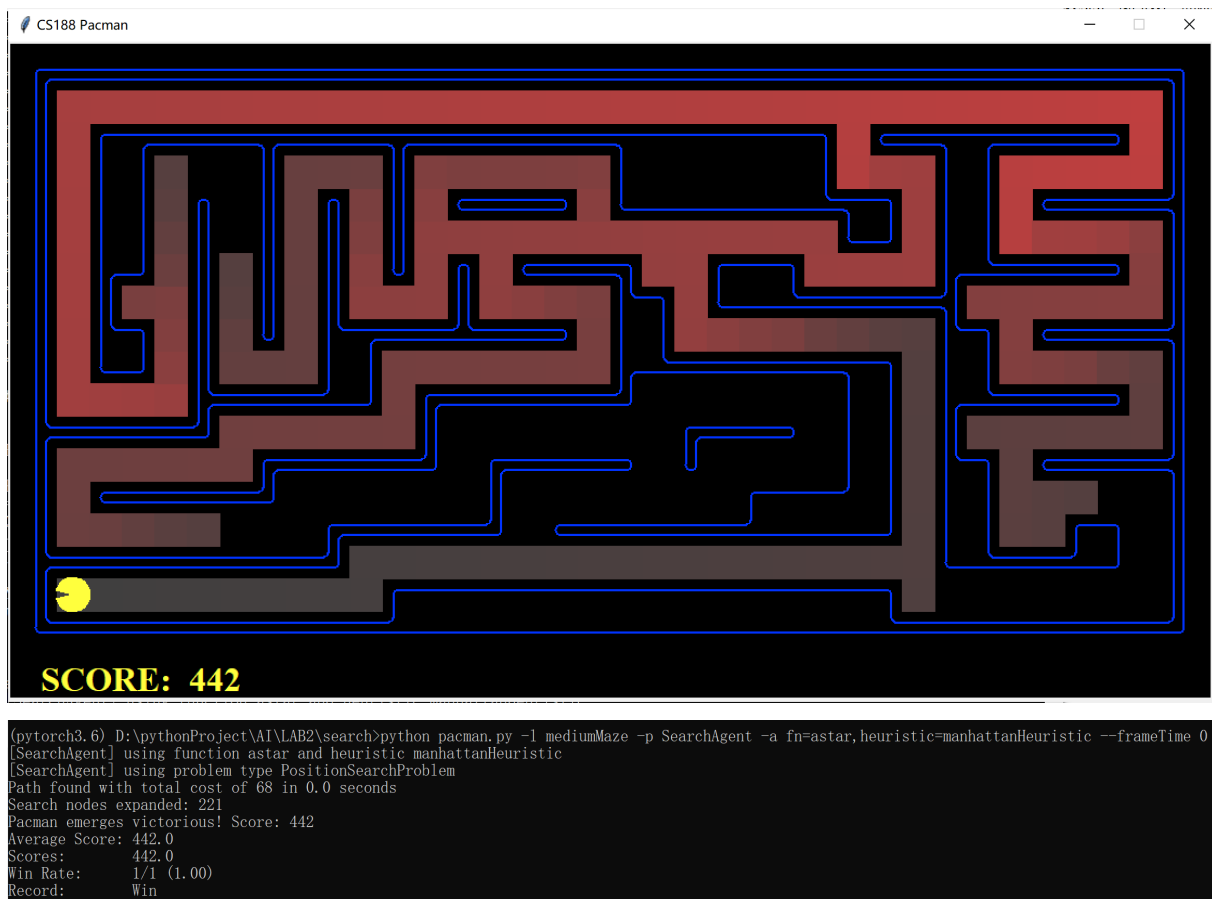 CS188 Pacman
SCORE: 442
(pytorch3.6) D:\pythonProject\AI\LAB2\search>python pacman.py -l mediumMaze -p SearchAgent -a fn=astar,heuristic=manhattanHeuristic --frameTime 0
[SearchAgent] using function astar and heuristic manhattanHeuristic
[SearchAgent] using problem type PositionSearchProblem
Path found with total cost of 68 in 0.0 seconds
Search nodes expanded: 221
Pacman emerges victorious! Score: 442
Average Score: 442.0
Scores:        442.0
Win Rate:      1/1 (1.00)
Record:        Win